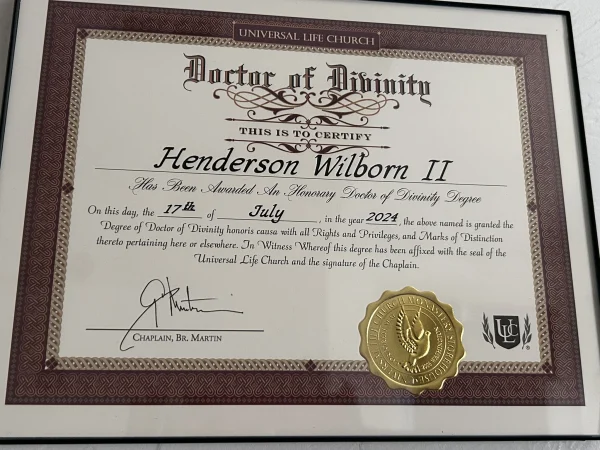 UNIVERSAL LIFE CHURCH
Doctor of Divinity
THIS IS TO CERTIFY
Henderson Wilborn II
Has Been Awarded An Honorary Doctor of Divinity Degree
On this day, the 17th of July, in the year 2024, the above named is granted the
Degree of Doctor of Divinity honoris causa with all Rights and Privileges, and Marks of Distinction
thereto pertaining here or elsewhere. In Witness Whereof this degree has been affixed with the seal of the
Universal Life Church and the signature of the Chaplain.
CHAPLAIN, BR. MARTIN
ULC
®